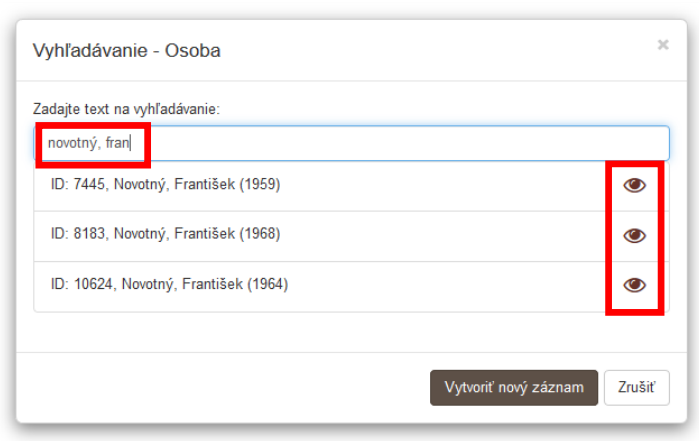 Vyhľadávanie - Osoba
×
Zadajte text na vyhľadávanie:
novotný, fran
ID: 7445, Novotný, František (1959)
ID: 8183, Novotný, František (1968)
ID: 10624, Novotný, František (1964)
Vytvoriť nový záznam Zrušiť